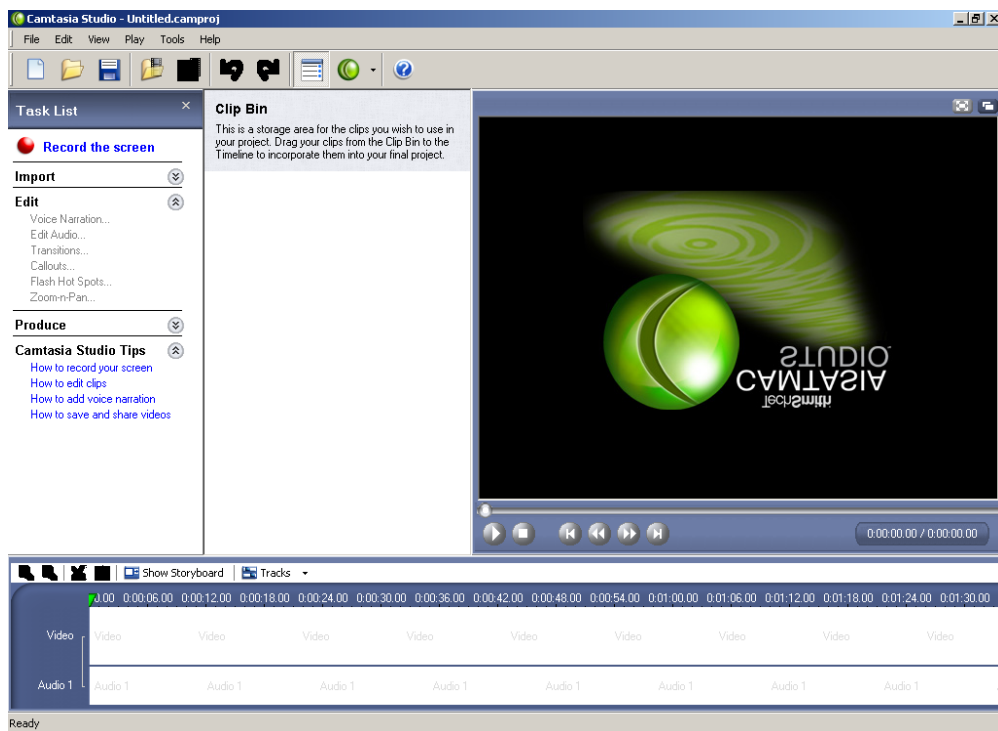 Camtasia Studio - Untitled.camproj
File Edit View Play Tools Help
Task List
Record the screen
Import
Edit
Voice Narration...
Edit Audio...
Transitions...
Callouts...
Flash Hot Spots...
Zoom-n-Pan...
Produce
Camtasia Studio Tips
How to record your screen
How to edit clips
How to add voice narration
How to save and share videos
Clip Bin
This is a storage area for the clips you wish to use in
your project. Drag your clips from the Clip Bin to the
Timeline to incorporate them into your final project.
STUDIO
CAMTASIA
TechSmith
0:00:00.00 / 0:00:00.00
Show Storyboard Tracks
0:00:06.00 0:00:12.00 0:00:18.00 0:00:24.00 0:00:30.00 0:00:36.00 0:00:42.00 0:00:48.00 0:00:54.00 0:01:00.00 0:01:06.00 0:01:12.00 0:01:18.00 0:01:24.00 0:01:30.00
Video Video Video Video Video Video Video Video Video Video
Audio 1 Audio 1 Audio 1 Audio 1 Audio 1 Audio 1 Audio 1 Audio 1 Audio 1
Ready